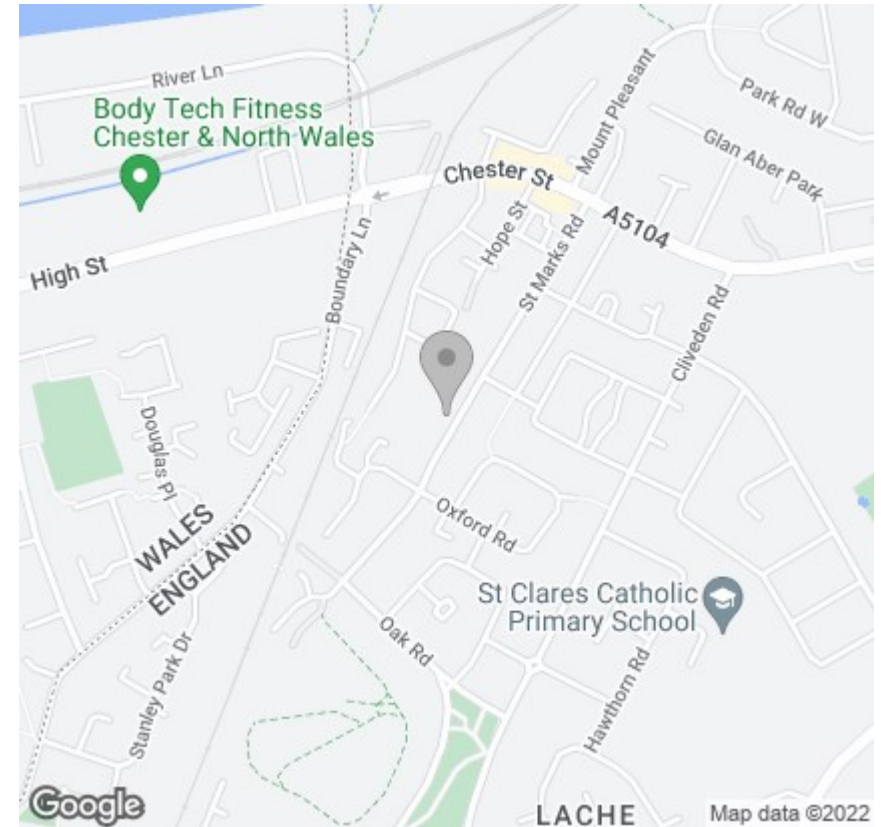 River Ln
Body Tech Fitness
Chester & North Wales
High St
Boundary Ln
Chester St
Mount Pleasant
Park Rd W
Glan Aber Park
Hope St
St Marks Rd
A5104
Cliveden Rd
Douglas Pl
WALES
ENGLAND
Oxford Rd
St Clares Catholic
Primary School
Oak Rd
Stanley Park Dr
Hawthorn Rd
Google
LACHE
Map data ©2022